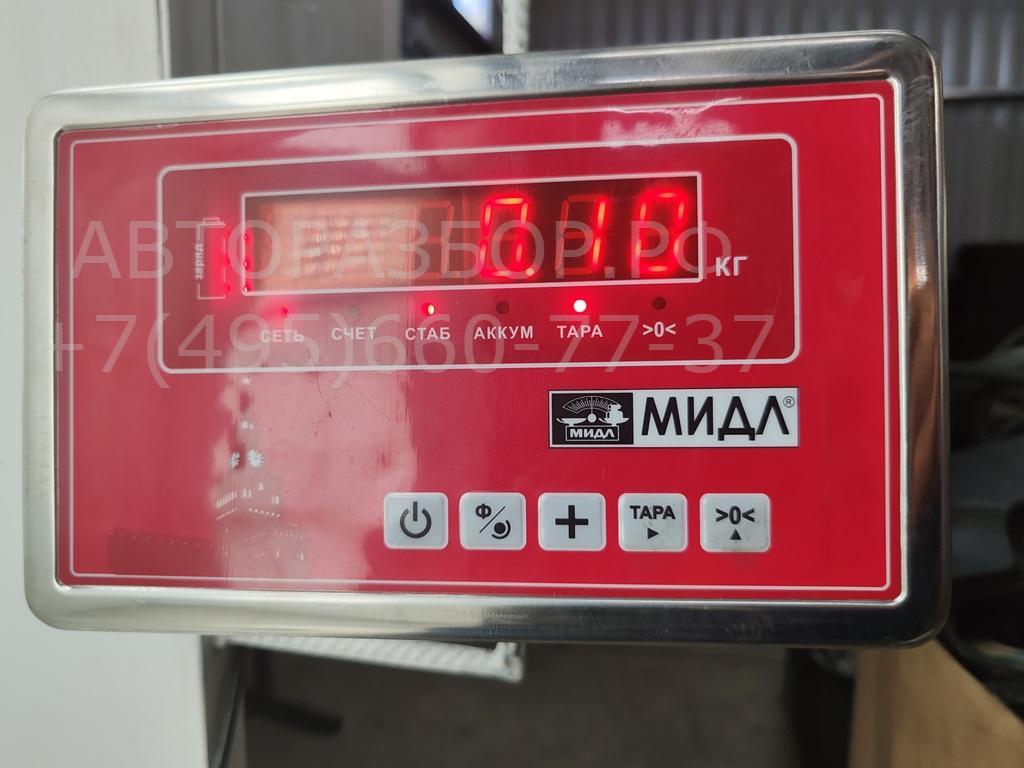 АВТОРАЗБОР.РФ
+7(495)660-77-37
заряд
0.10 КГ
СЕТЬ СЧЕТ СТАБ АККУМ ТАРА >0<
МИДЛ МИДЛ®
Ф ТАРА >0<